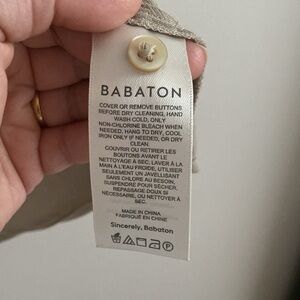 BABATON
COVER OR REMOVE BUTTONS
BEFORE DRY CLEANING, HAND
WASH COLD, ONLY
NON-CHLORINE BLEACH WHEN
NEEDED, HANG TO DRY, COOL
IRON ONLY IF NEEDED, OR DRY
CLEAN.
COUVRIR OU RETIRER LES
BOUTONS AVANT LE
NETTOYAGE À SEC, LAVER À LA
MAIN À L'EAU FROIDE, UTILISER
SEULEMENT UN JAVELLISANT
SANS CHLORE AU BESOIN,
SUSPENDRE POUR SÉCHER,
REPASSAGE DOUX SI
NÉCESSAIRE, OU NETTOYER À
SEC.
MADE IN CHINA
FABRIQUÉ EN CHINE
Sincerely, Babaton